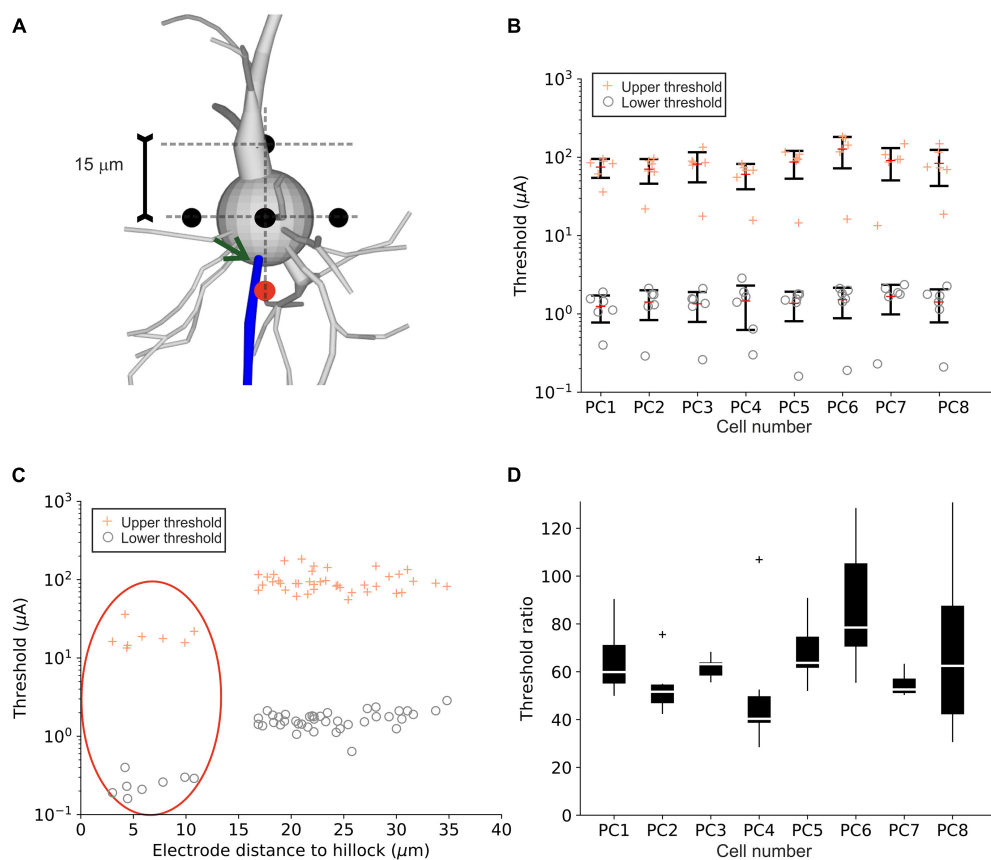 A
15 μm
B
Upper threshold
Lower threshold
Threshold (μA)
10³
10²
10¹
10⁰
10⁻¹
PC1 PC2 PC3 PC4 PC5 PC6 PC7 PC8
Cell number
C
Upper threshold
Lower threshold
Threshold (μA)
10³
10²
10¹
10⁰
10⁻¹
0 5 10 15 20 25 30 35 40
Electrode distance to hillock (μm)
D
Threshold ratio
120
100
80
60
40
20
0
PC1 PC2 PC3 PC4 PC5 PC6 PC7 PC8
Cell number